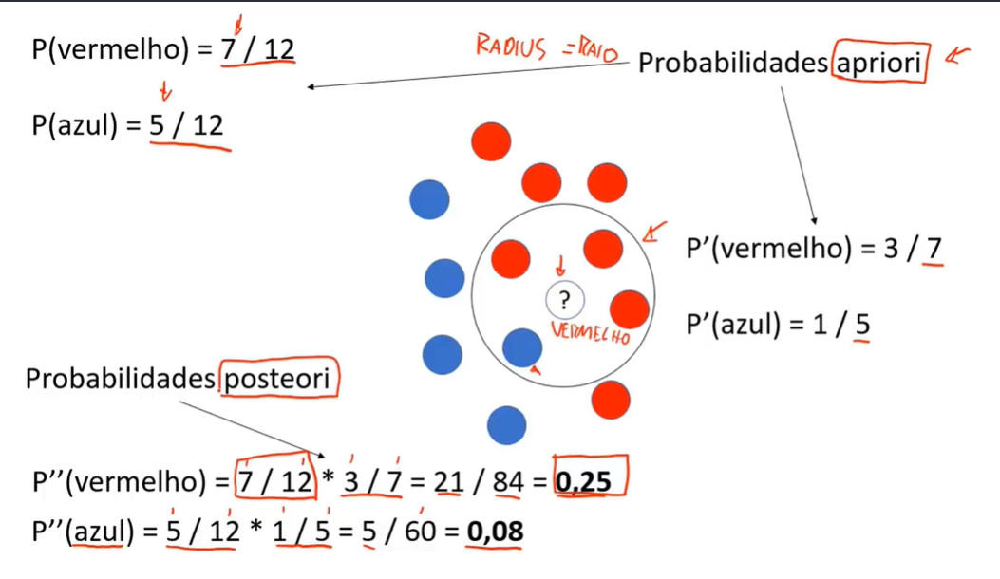 P(vermelho) = 7 / 12
RADIUS = RAIO
Probabilidades apriori
P(azul) = 5 / 12
P’(vermelho) = 3 / 7
?
VERMELHO
P’(azul) = 1 / 5
Probabilidades posteori
P’’(vermelho) = 7 / 12 * 3 / 7 = 21 / 84 = 0,25
P’’(azul) = 5 / 12 * 1 / 5 = 5 / 60 = 0,08